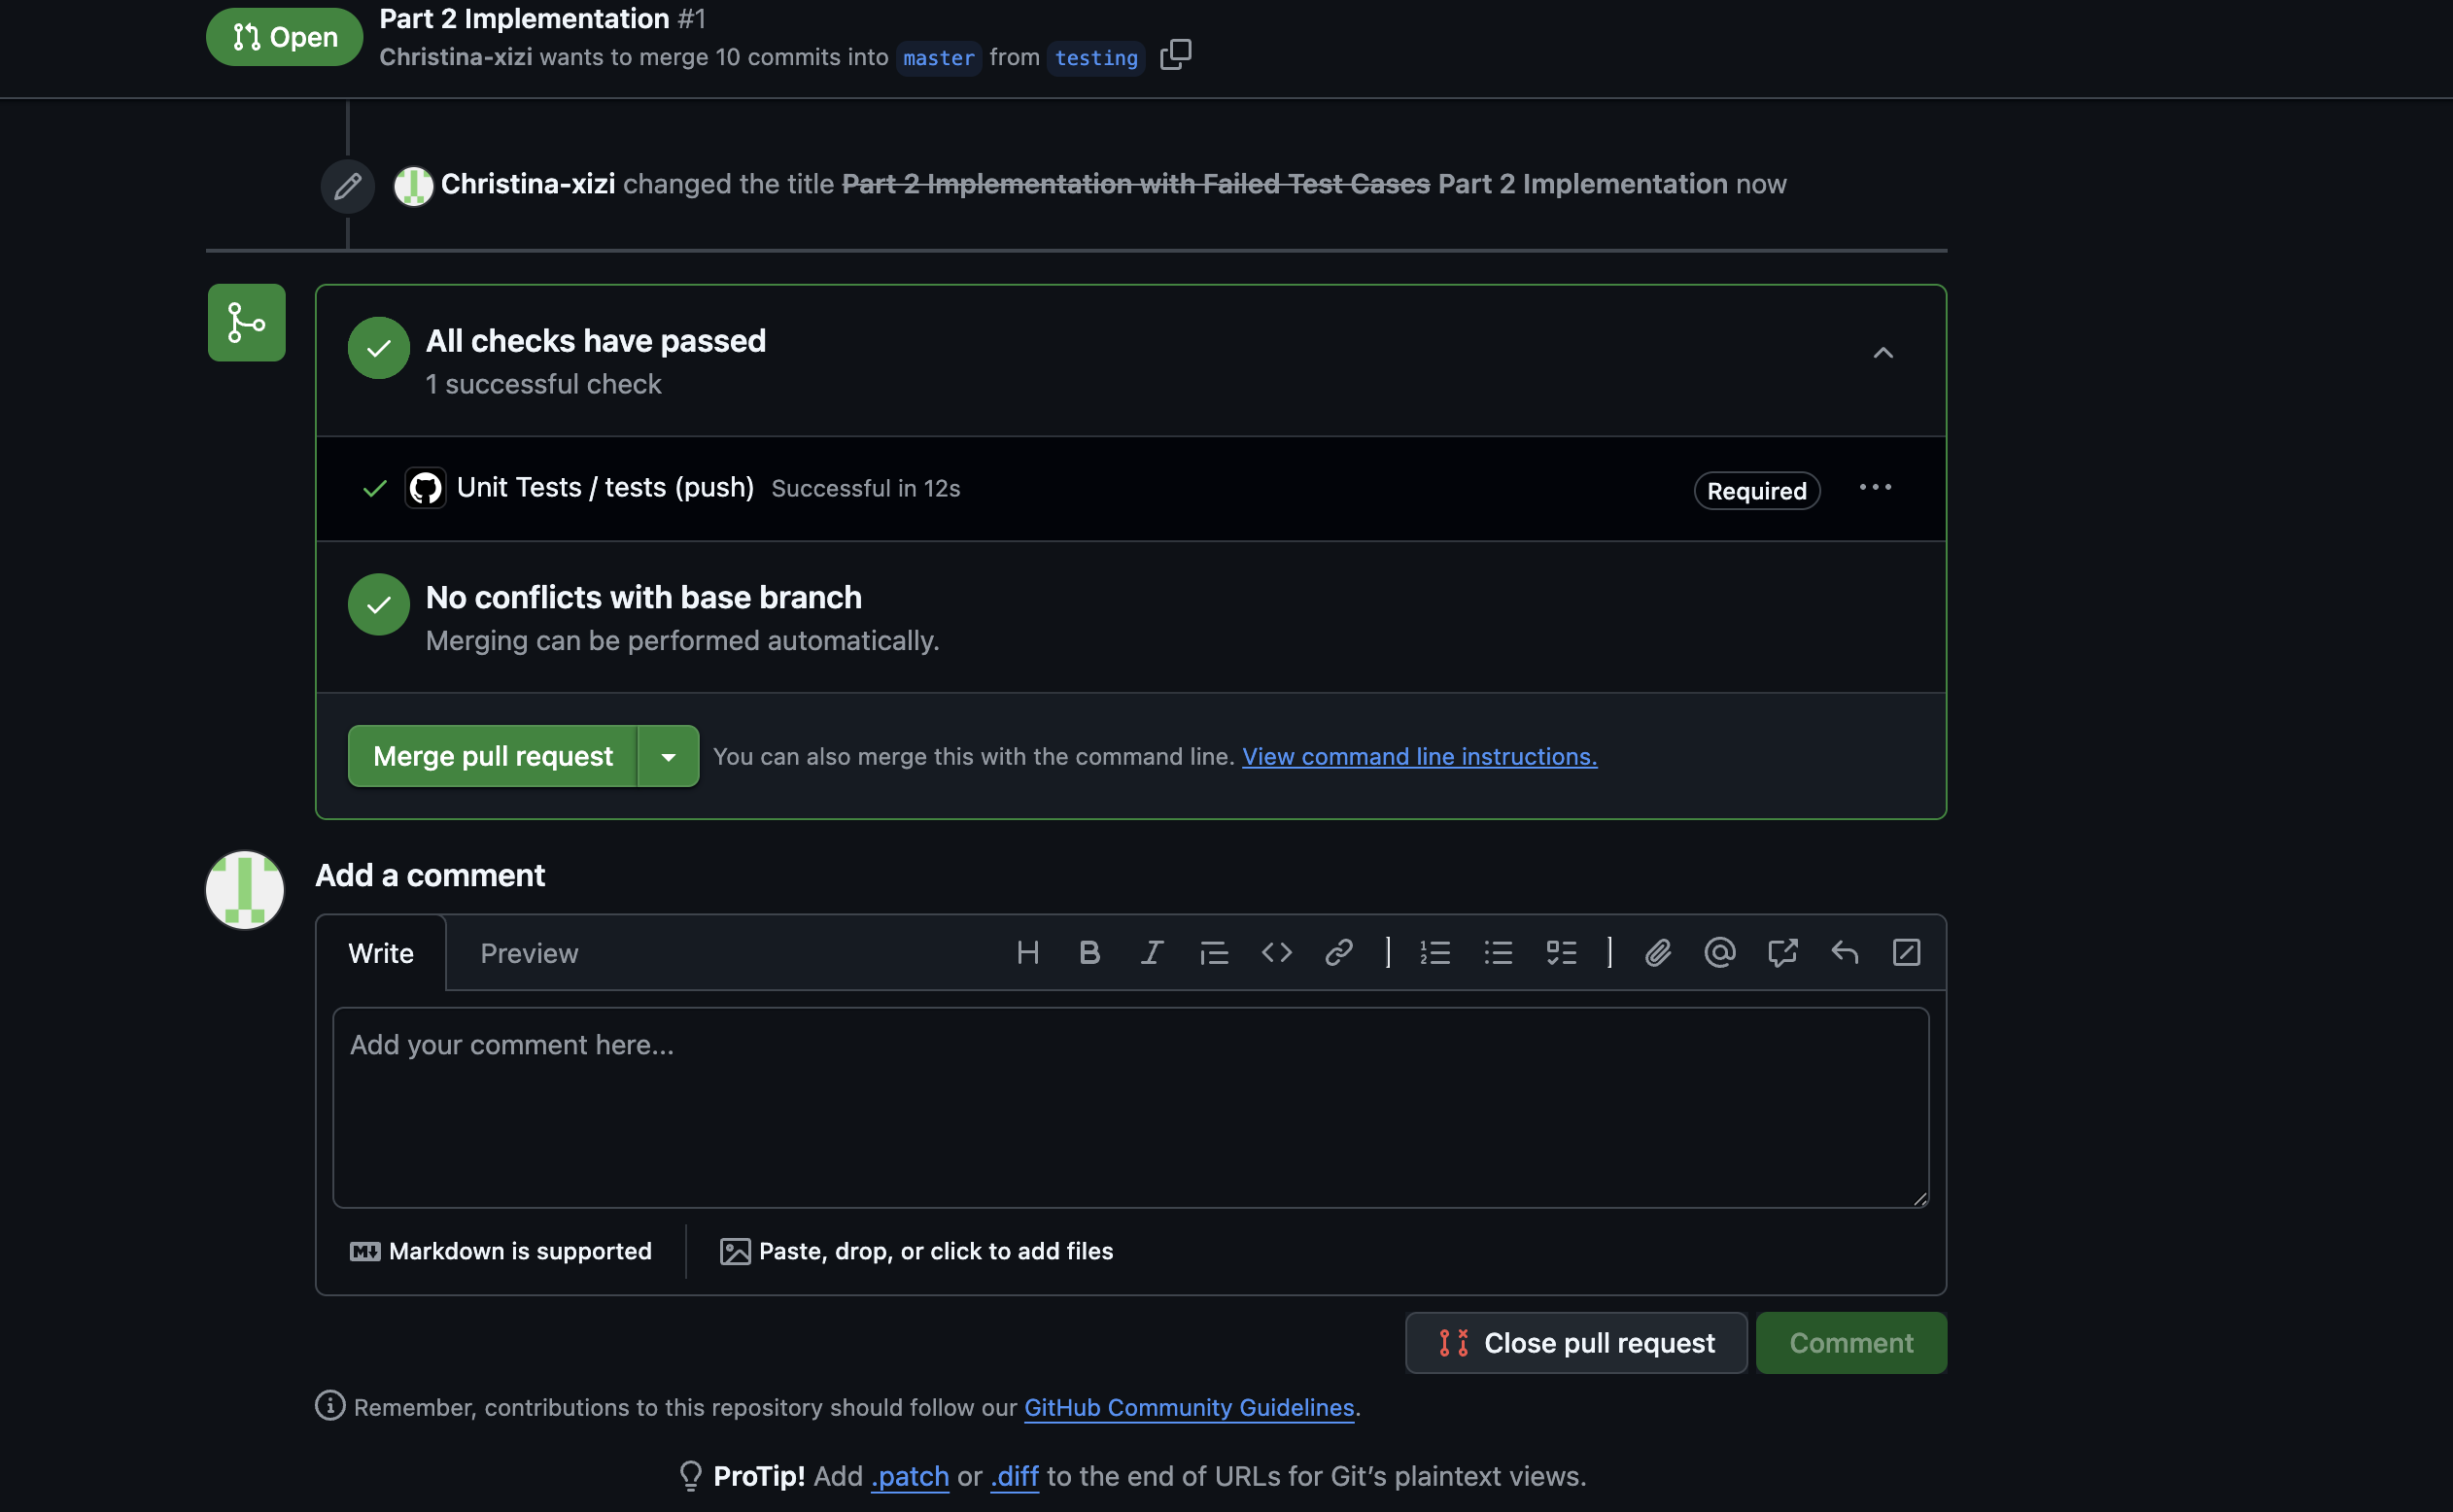 Open
Part 2 Implementation #1
Christina-xizi wants to merge 10 commits into master from testing
Christina-xizi changed the title Part 2 Implementation with Failed Test Cases Part 2 Implementation now
All checks have passed
1 successful check
Unit Tests / tests (push) Successful in 12s Required
No conflicts with base branch
Merging can be performed automatically.
Merge pull request You can also merge this with the command line. View command line instructions.
Add a comment
Write Preview
Add your comment here...
Markdown is supported Paste, drop, or click to add files
Close pull request Comment
Remember, contributions to this repository should follow our GitHub Community Guidelines.
ProTip! Add .patch or .diff to the end of URLs for Git’s plaintext views.